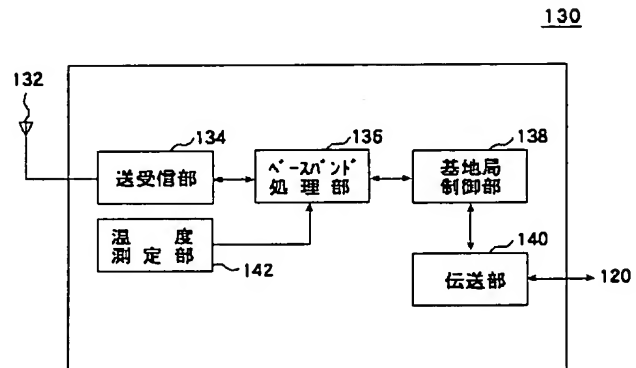 130
132
134
136
138
送受信部
ベースバンド
処理部
基地局
制御部
温度
測定部
142
140
伝送部
120